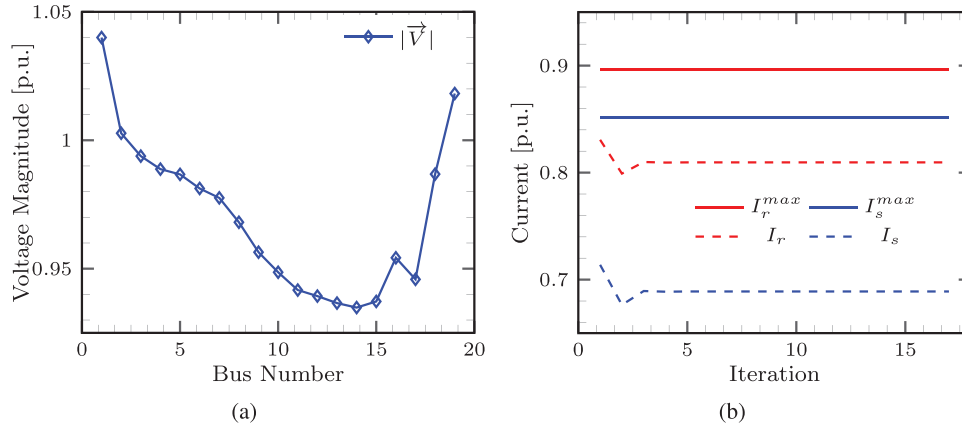 1.05
1
0.95
0
5
10
15
20
Voltage Magnitude [p.u.]
Bus Number
|V⃗|
(a)
0.9
0.8
0.7
0
5
10
15
Current [p.u.]
Iteration
I_r^{max} I_s^{max}
I_r I_s
(b)